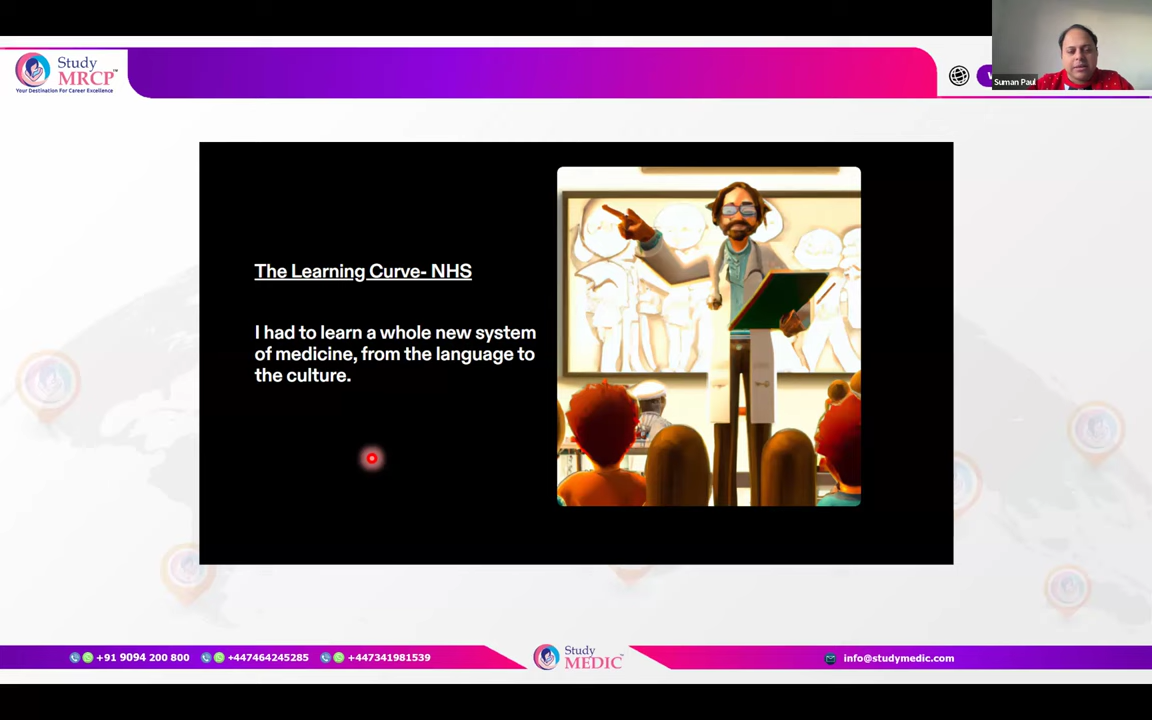 Study
MRCP™
Your Destination For Career Excellence
Suman Paul
The Learning Curve- NHS
I had to learn a whole new system
of medicine, from the language to
the culture.
+91 9094 200 800
+447464245285
+447341981539
Study
MEDIC
info@studymedic.com